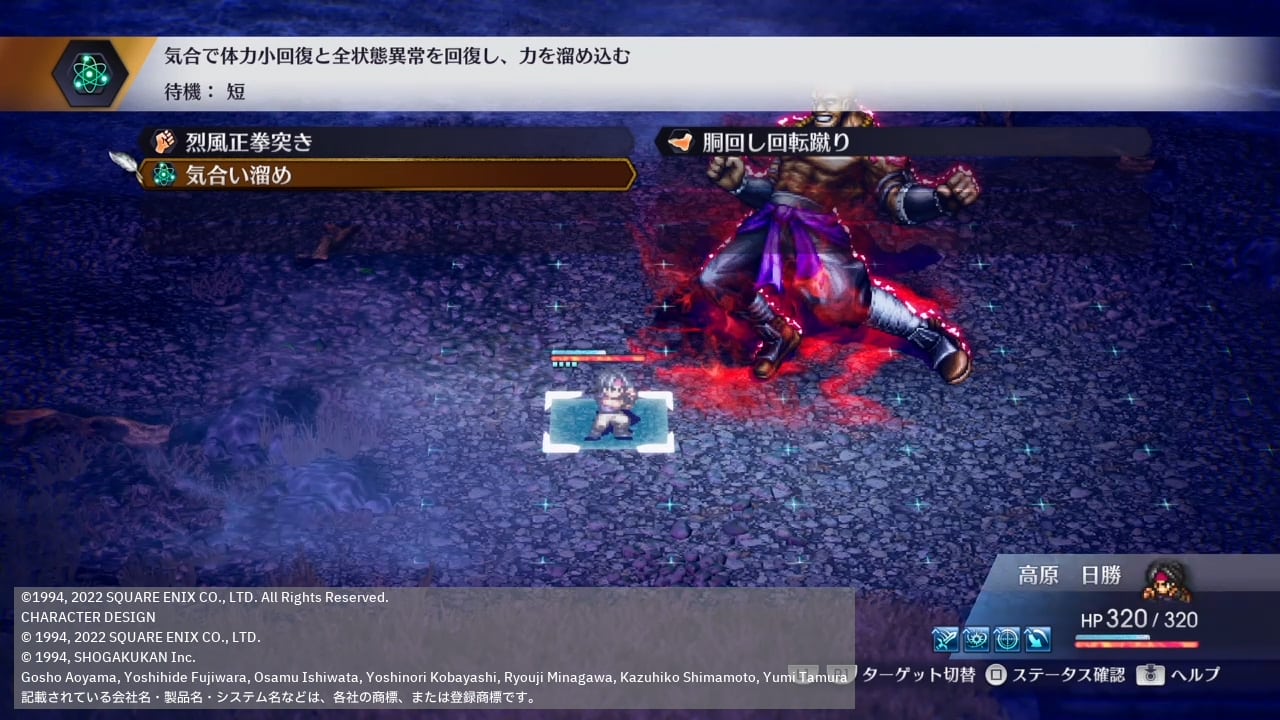 気合で体力小回復と全状態異常を回復し、力を溜め込む
待機： 短
烈風正拳突き
胴回し回転蹴り
気合い溜め
高原 日勝
HP 320 / 320
ターゲット切替 ステータス確認 ヘルプ
©1994, 2022 SQUARE ENIX CO., LTD. All Rights Reserved.
CHARACTER DESIGN
© 1994, 2022 SQUARE ENIX CO., LTD.
© 1994, SHOGAKUKAN Inc.
Gosho Aoyama, Yoshihide Fujiwara, Osamu Ishiwata, Yoshinori Kobayashi, Ryouji Minagawa, Kazuhiko Shimamoto, Yumi Tamura
記載されている会社名・製品名・システム名などは、各社の商標、または登録商標です。